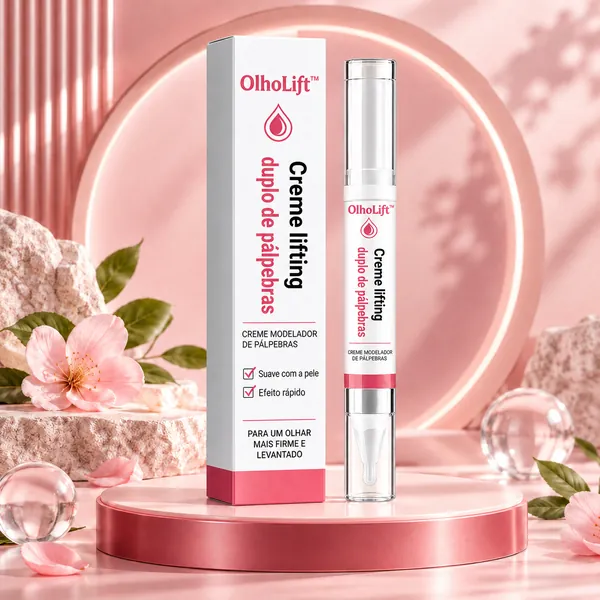 OlhoLift™
Creme lifting
duplo de pálpebras
CREME MODELADOR
DE PÁLPEBRAS
Suave com a pele
Efeito rápido
PARA UM OLHAR
MAIS FIRME E
LEVANTADO
OlhoLift™
Creme lifting
duplo de pálpebras
CREME MODELADOR
DE PÁLPEBRAS